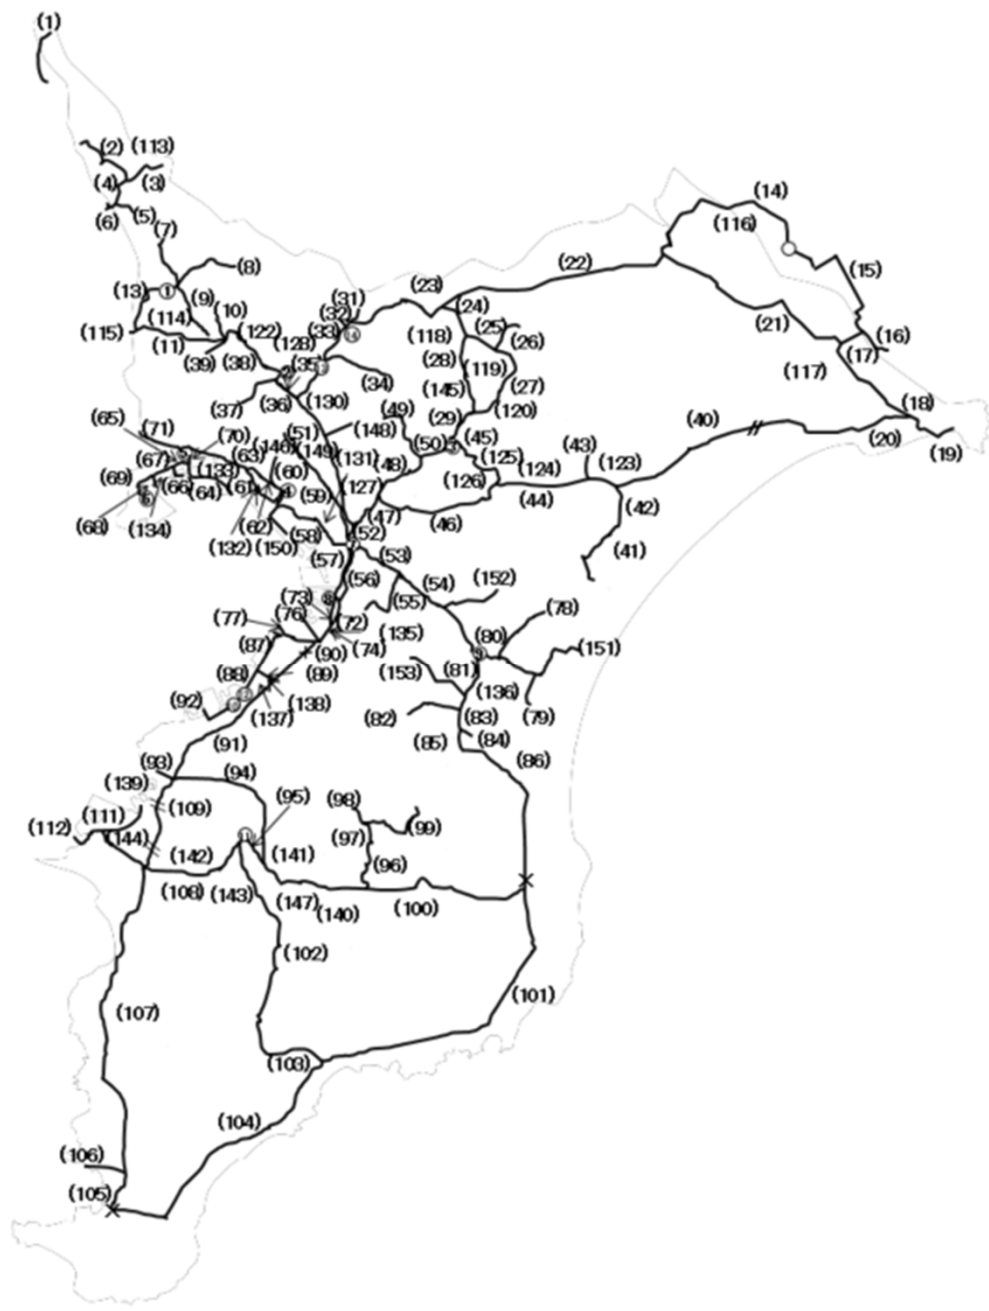 (1)
(2) (113)
(4) (3)
(6) (5)
(7)
(8)
(13) ① (9)
(114) (10)
(115) (11) (122)
(39) (38) (128)
(14)
(116)
(15)
(22)
(23)
(31)
(32) (24)
(33) (118) (25)
(26)
(21) (16)
(117) (17)
(35) (28) (119)
(34) (27)
(37) (36) (130) (145) (120)
(18)
(65) (71) (49) (29)
(70) (146) (51) (148) (50) (45)
(40) (20) (19)
(67) (63) (149) (131) (125) (43)
(69) (133) (60) (48) (124) (123)
(66) (64) (61) (59) (127) (126)
(44) (42)
(68) (134) (62) (58) (47) (46)
(132) (150) (52)
(57) (53) (41)
(56) (54) (152)
(73) (55)
(77) (76) (72) (135) (80) (78)
(87) (90) (74) (151)
(88) (89) (153) (81)
(92) (138) (136)
(137) (82) (83) (79)
(91) (85) (84)
(93) (94) (86)
(139)
(109) (95) (98)
(112) (111) (99)
(144) (97)
(142) ⑪ (141) (96)
(108) (143) (147) (100)
(140)
(102)
(101)
(107)
(103)
(104)
(106)
(105)